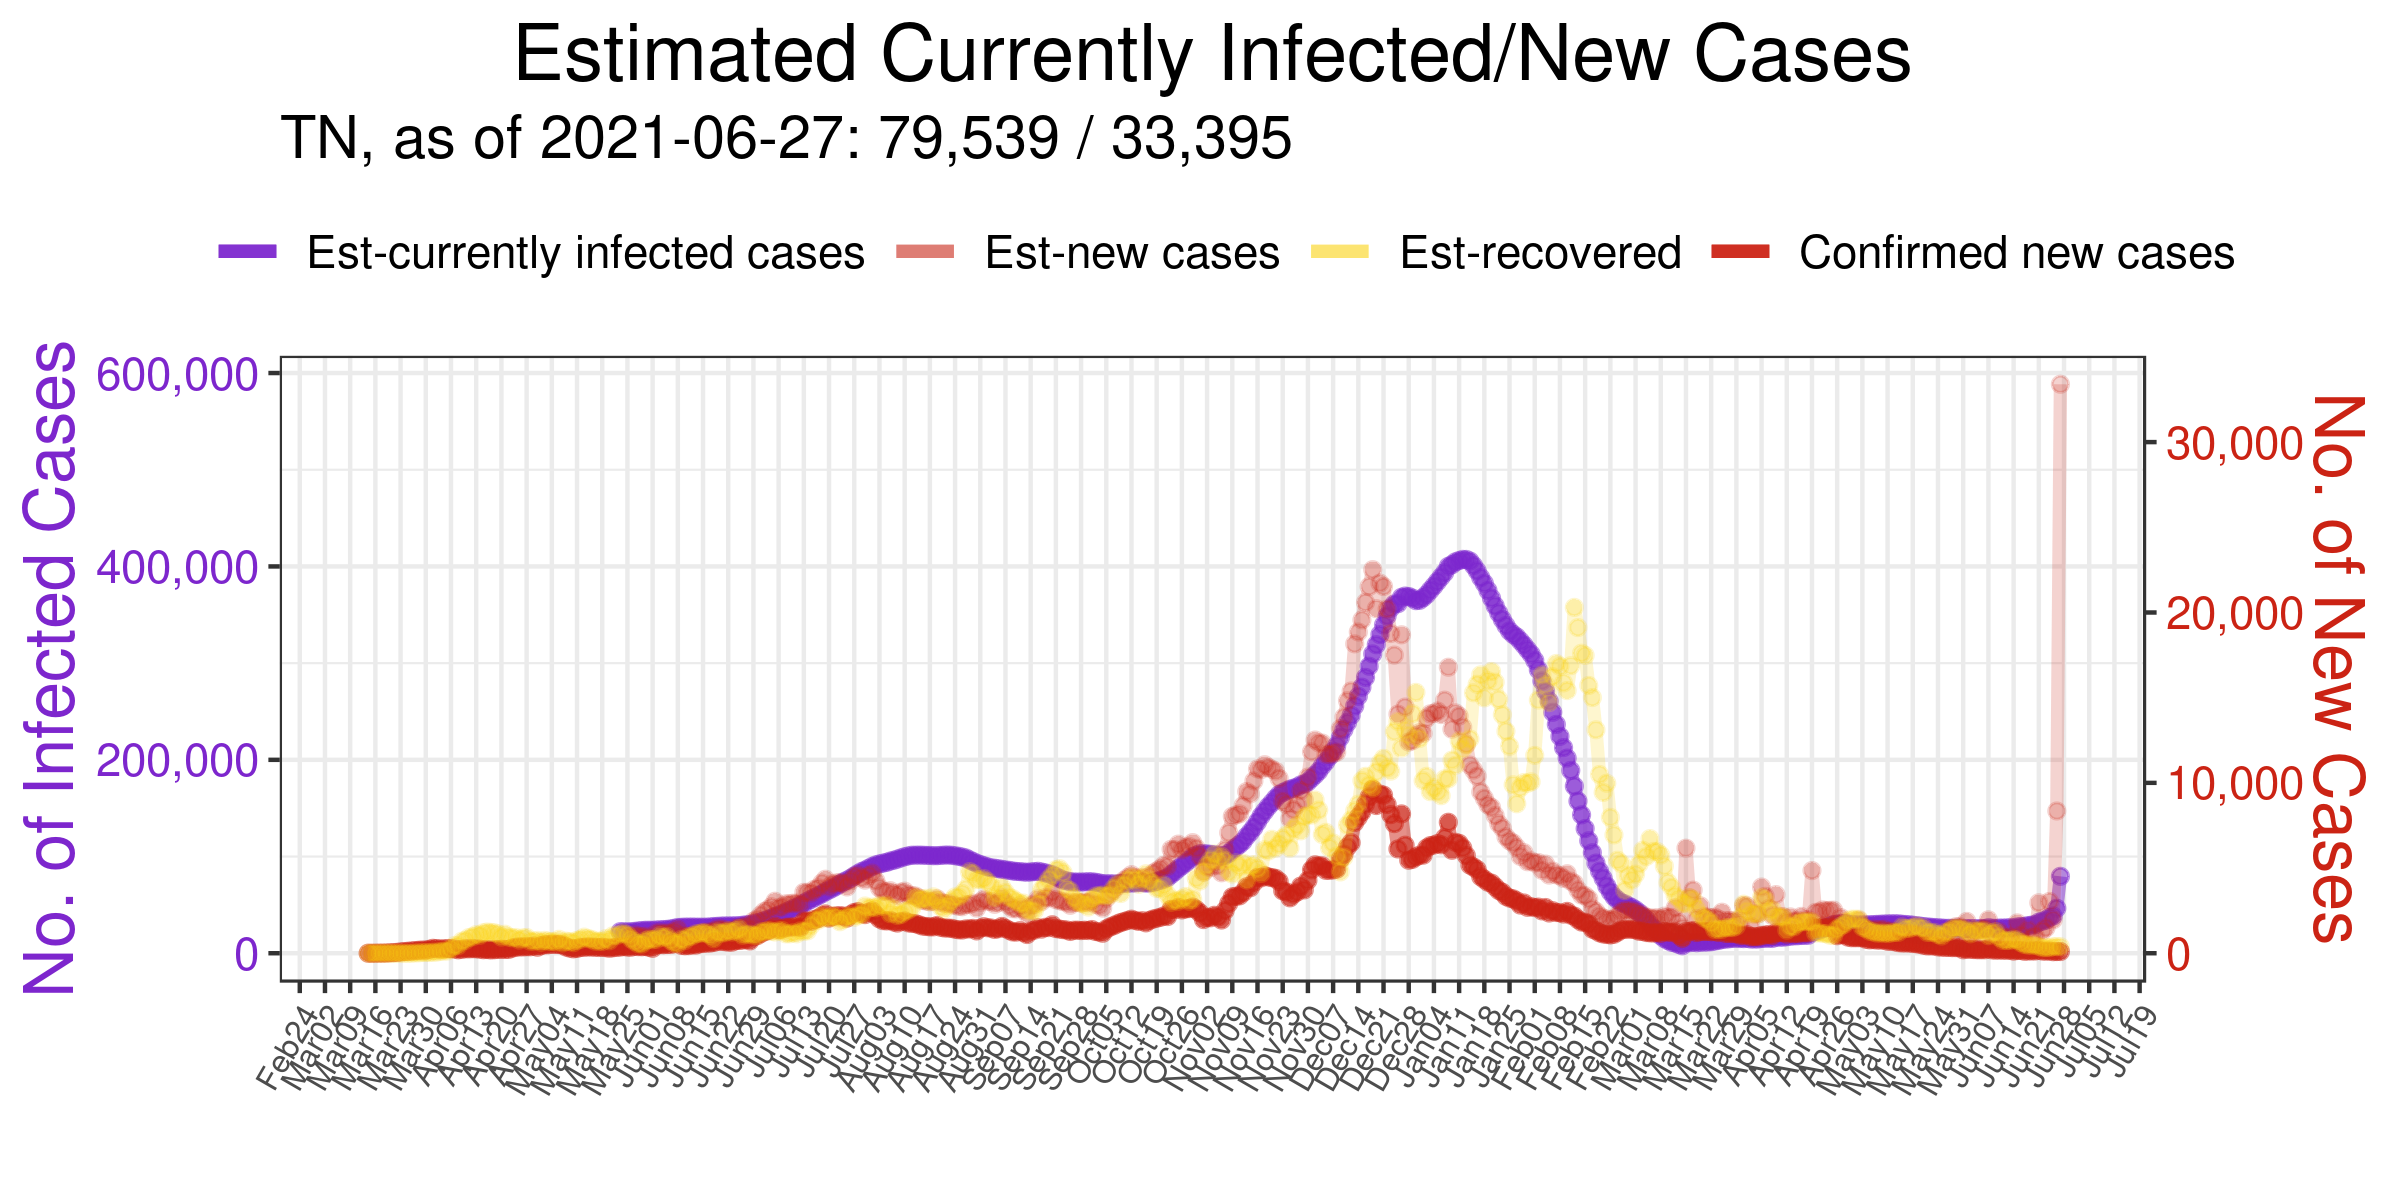 Estimated Currently Infected/New Cases
TN, as of 2021-06-27: 79,539 / 33,395
Est-currently infected cases
Est-new cases
Est-recovered
Confirmed new cases
No. of Infected Cases
600,000
400,000
200,000
0
No. of New Cases
30,000
20,000
10,000
0
Feb24
Mar02
Mar09
Mar16
Mar23
Mar30
Apr06
Apr13
Apr20
Apr27
May04
May11
May18
May25
Jun01
Jun08
Jun15
Jun22
Jun29
Jul06
Jul13
Jul20
Jul27
Aug03
Aug10
Aug17
Aug24
Aug31
Sep07
Sep14
Sep21
Sep28
Oct05
Oct12
Oct19
Oct26
Nov02
Nov09
Nov16
Nov23
Nov30
Dec07
Dec14
Dec21
Dec28
Jan04
Jan11
Jan18
Jan25
Feb01
Feb08
Feb15
Feb22
Mar01
Mar08
Mar15
Mar22
Mar29
Apr05
Apr12
Apr19
Apr26
May03
May10
May17
May24
May31
Jun07
Jun14
Jun21
Jun28
Jul05
Jul12
Jul19